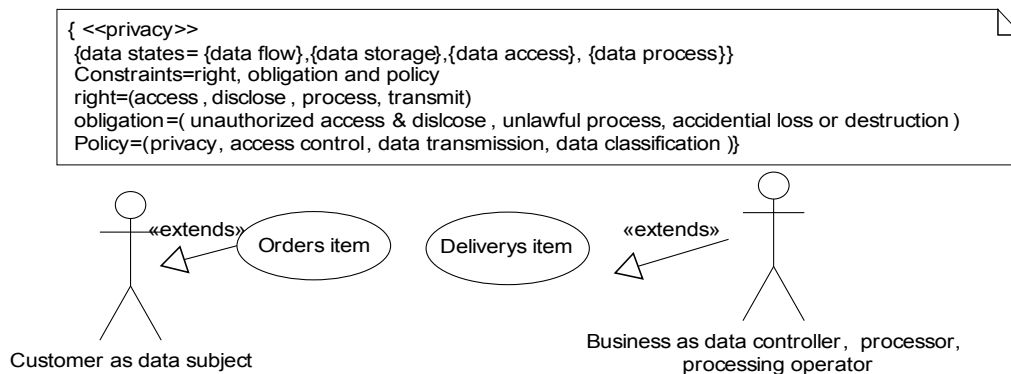 { <<privacy>>
{data states= {data flow},{data storage},{data access}, {data process}}
Constraints=right, obligation and policy
right=(access , disclose , process, transmit)
obligation=( unauthorized access & dislcose , unlawful process, accidential loss or destruction )
Policy=(privacy, access control, data transmission, data classification )}
«extends»
Orders item
Deliverys item
«extends»
Customer as data subject
Business as data controller, processor,
processing operator